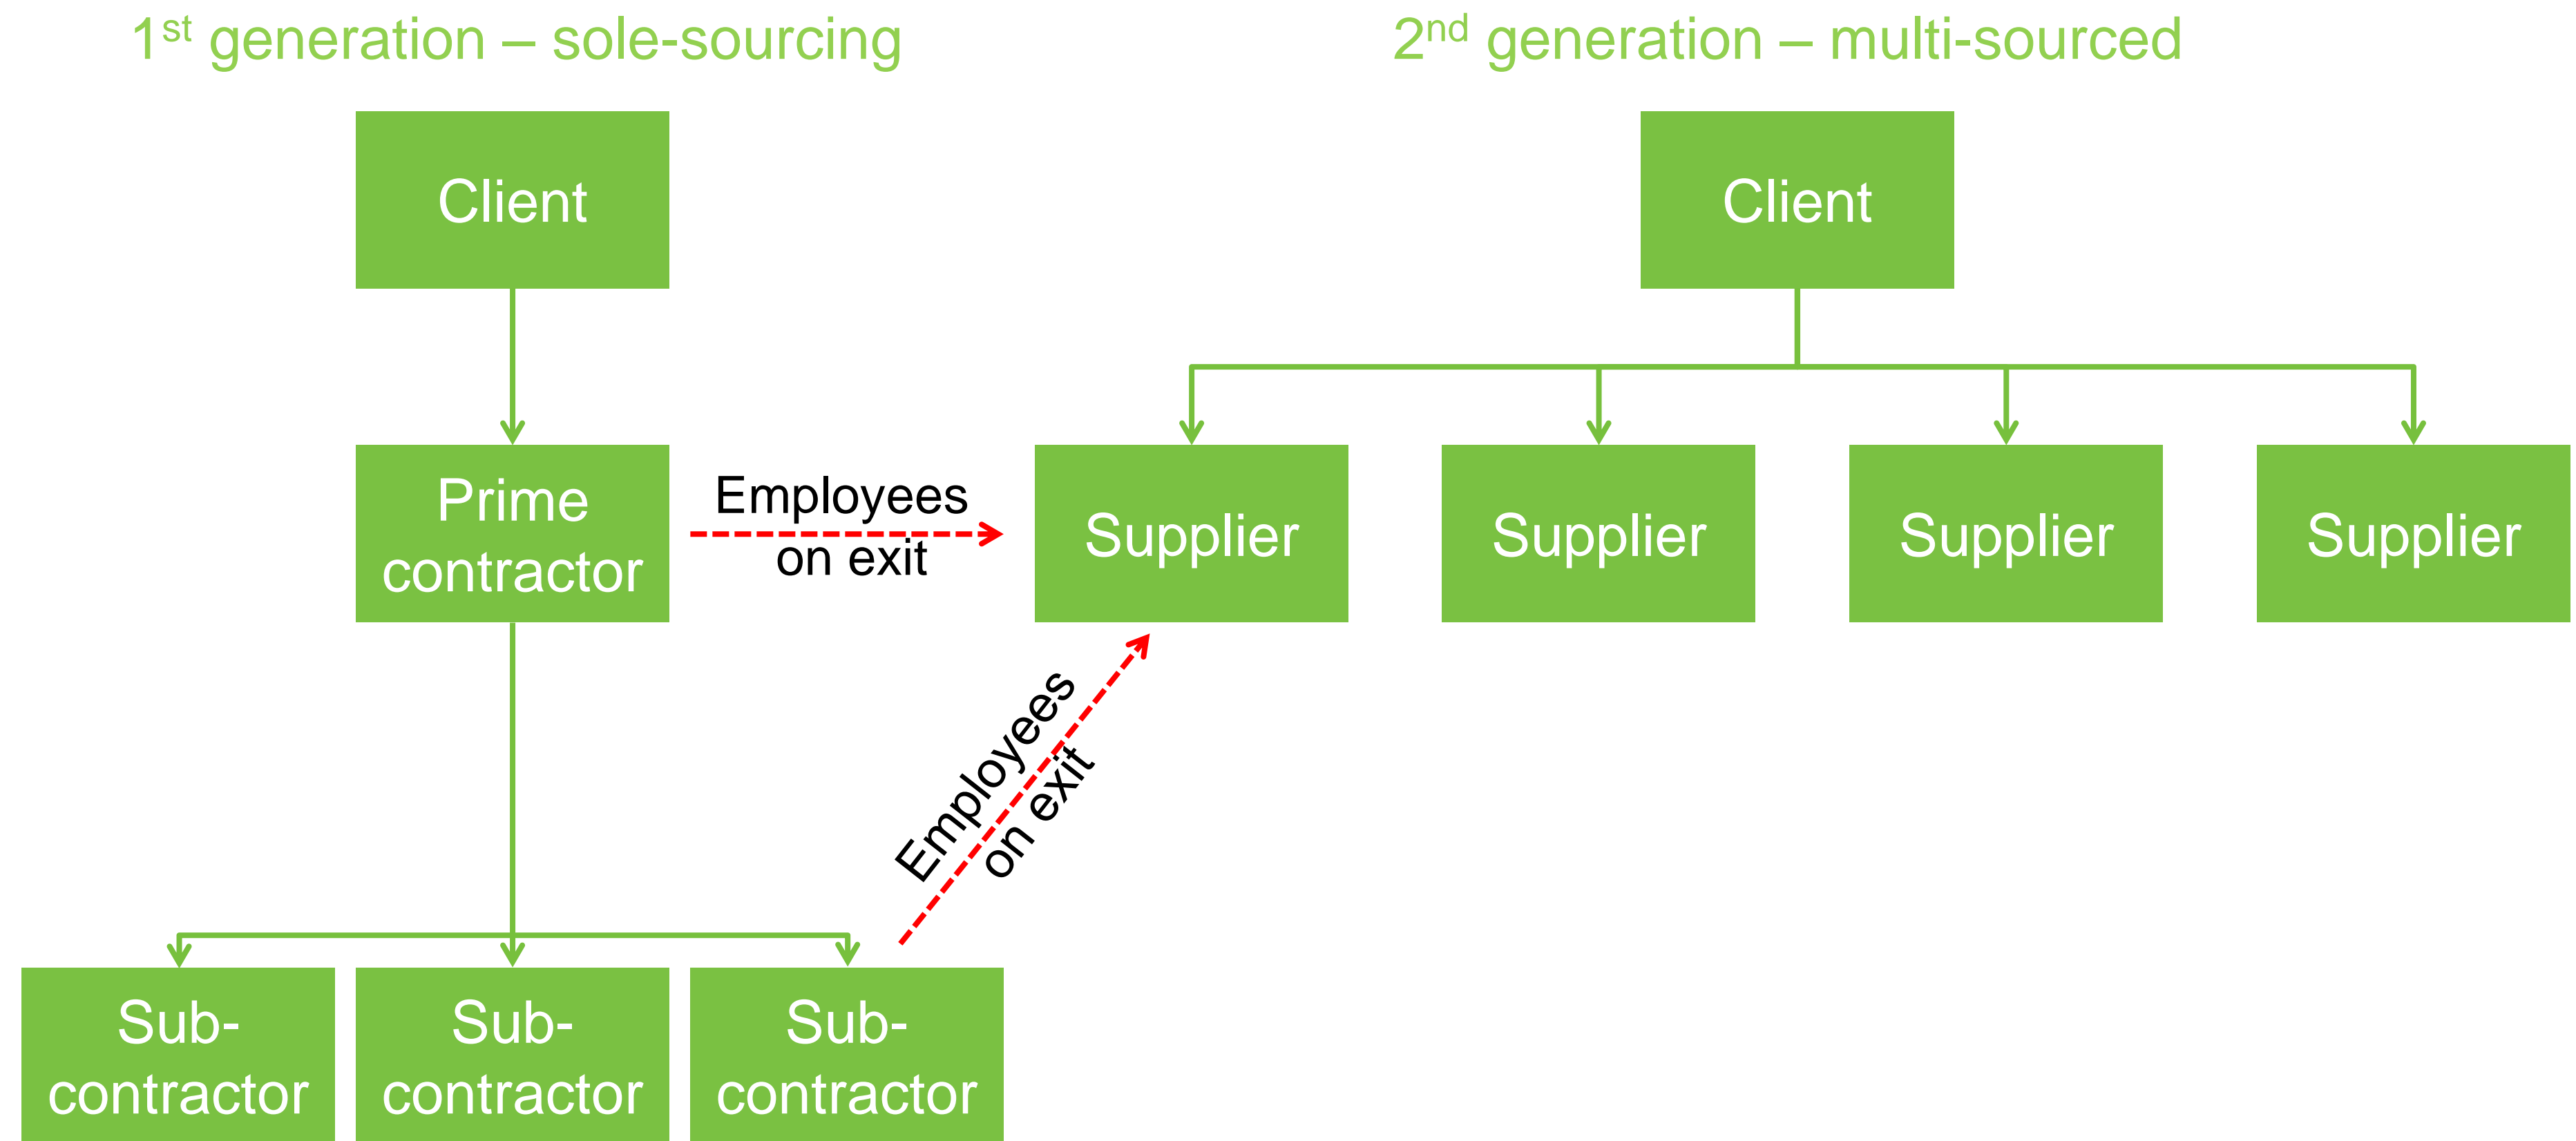 1st generation – sole-sourcing
2nd generation – multi-sourced
Client
Client
Prime
contractor
Employees
on exit
Supplier
Supplier
Supplier
Supplier
Employees
on exit
Sub-
contractor
Sub-
contractor
Sub-
contractor